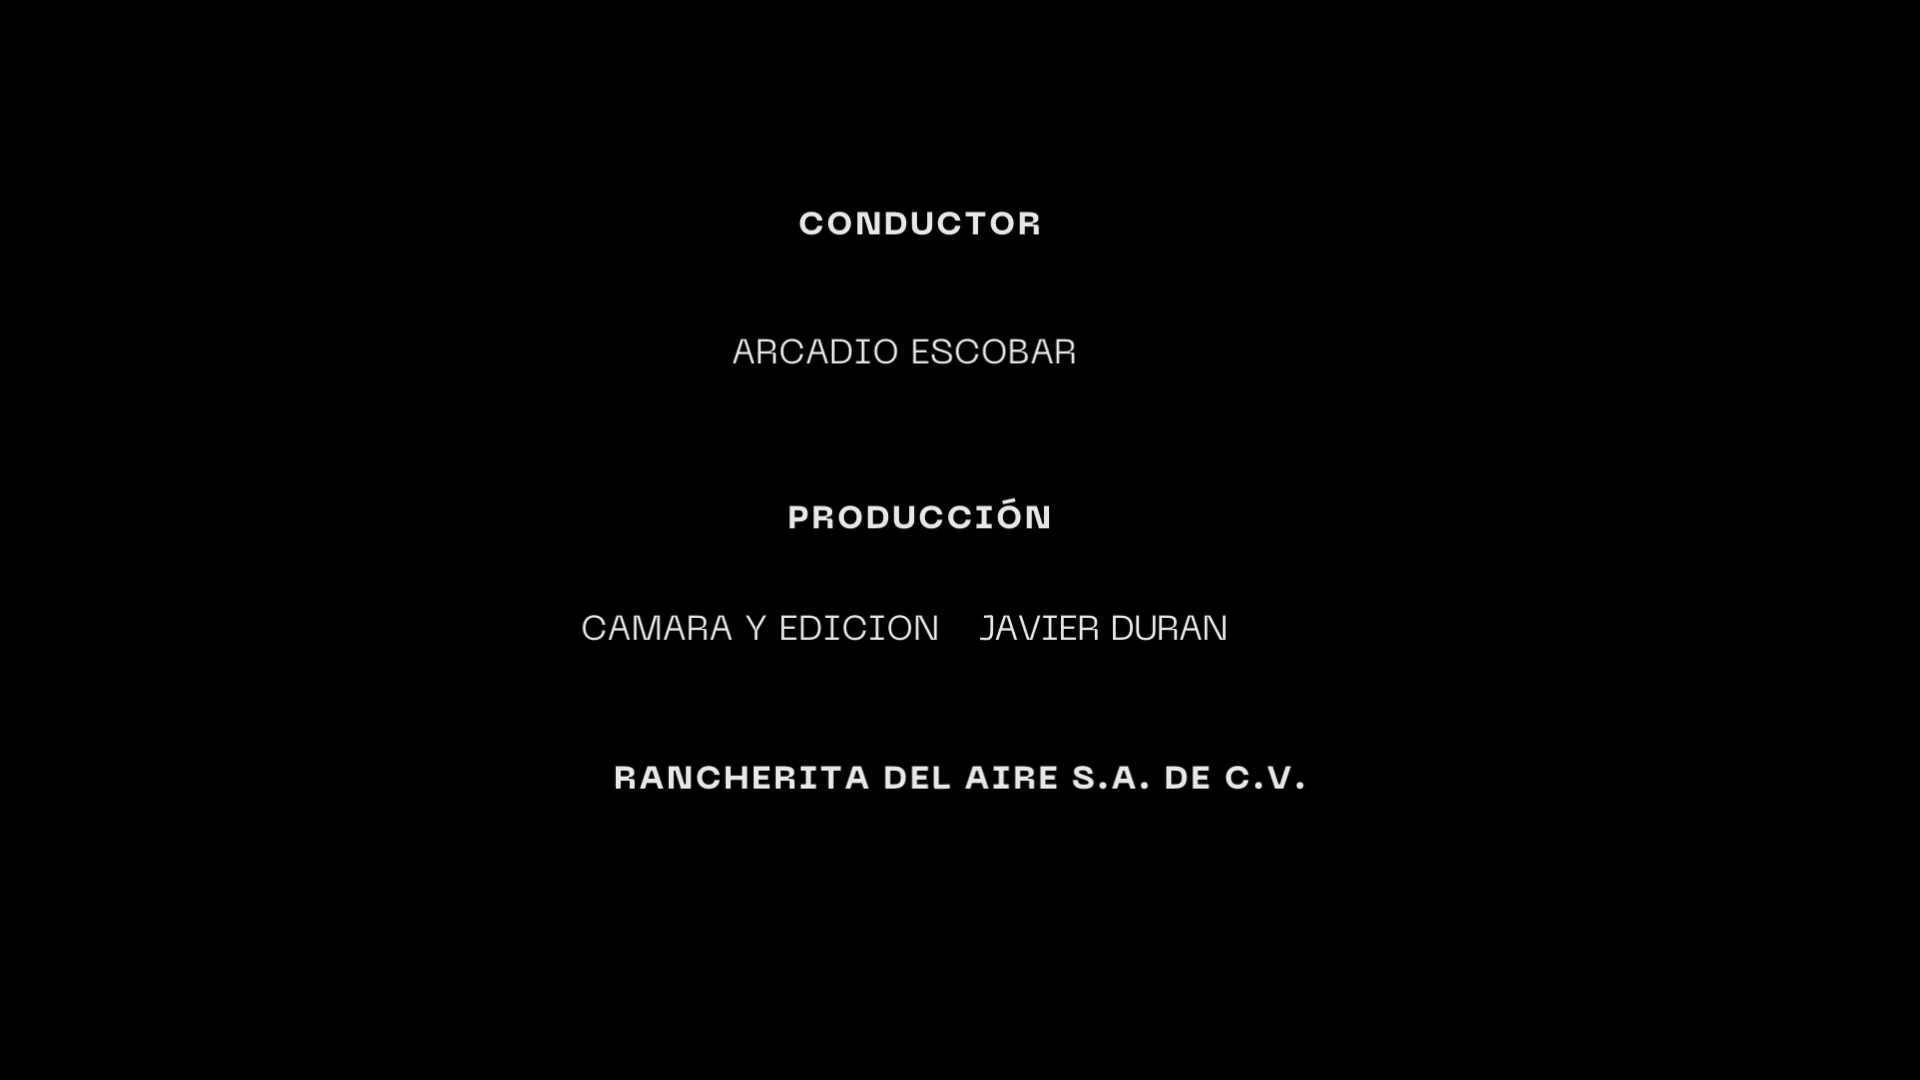 CONDUCTOR
ARCADIO ESCOBAR
PRODUCCIÓN
CAMARA Y EDICION JAVIER DURAN
RANCHERITA DEL AIRE S.A. DE C.V.